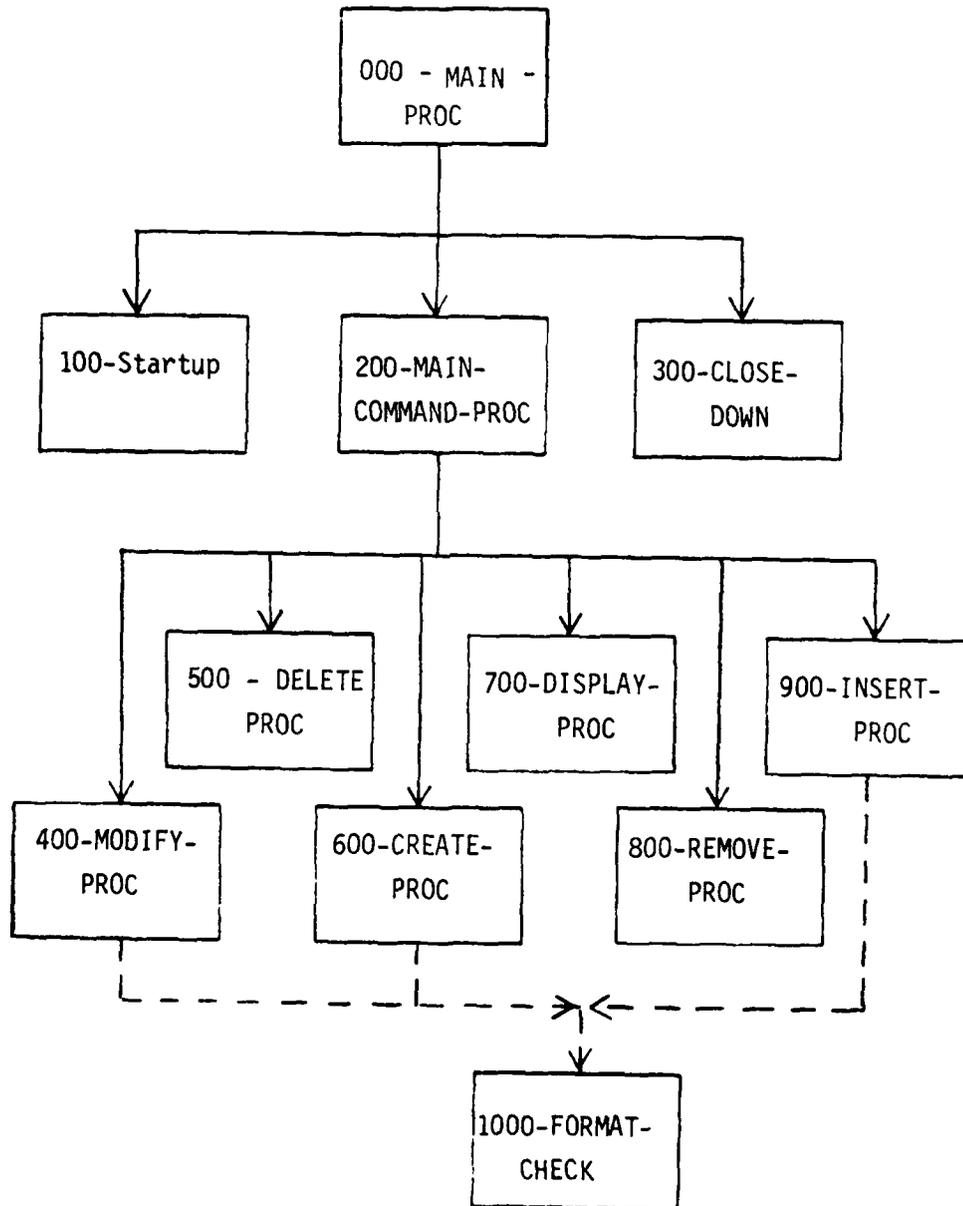 000 - MAIN -
PROC
100-Startup
200-MAIN-
COMMAND-PROC
300-CLOSE-
DOWN
500 - DELETE
PROC
700-DISPLAY-
PROC
900-INSERT-
PROC
400-MODIFY-
PROC
600-CREATE-
PROC
800-REMOVE-
PROC
1000-FORMAT-
CHECK